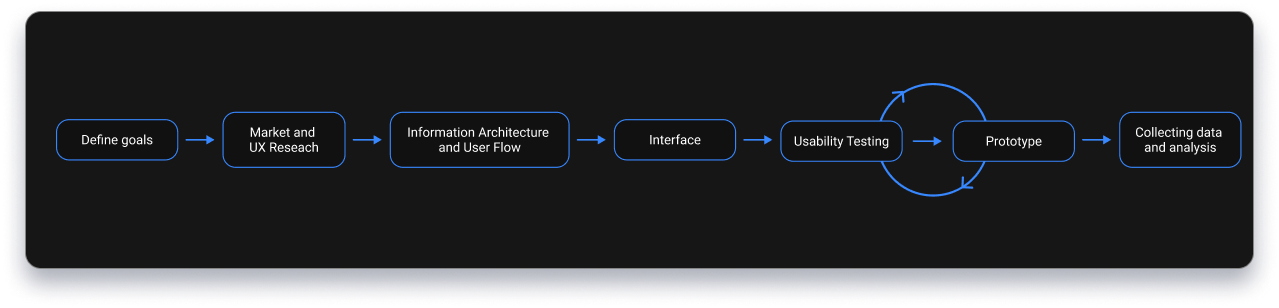 Define goals
Market and
UX Reseach
Information Architecture
and User Flow
Interface
Usability Testing
Prototype
Collecting data
and analysis